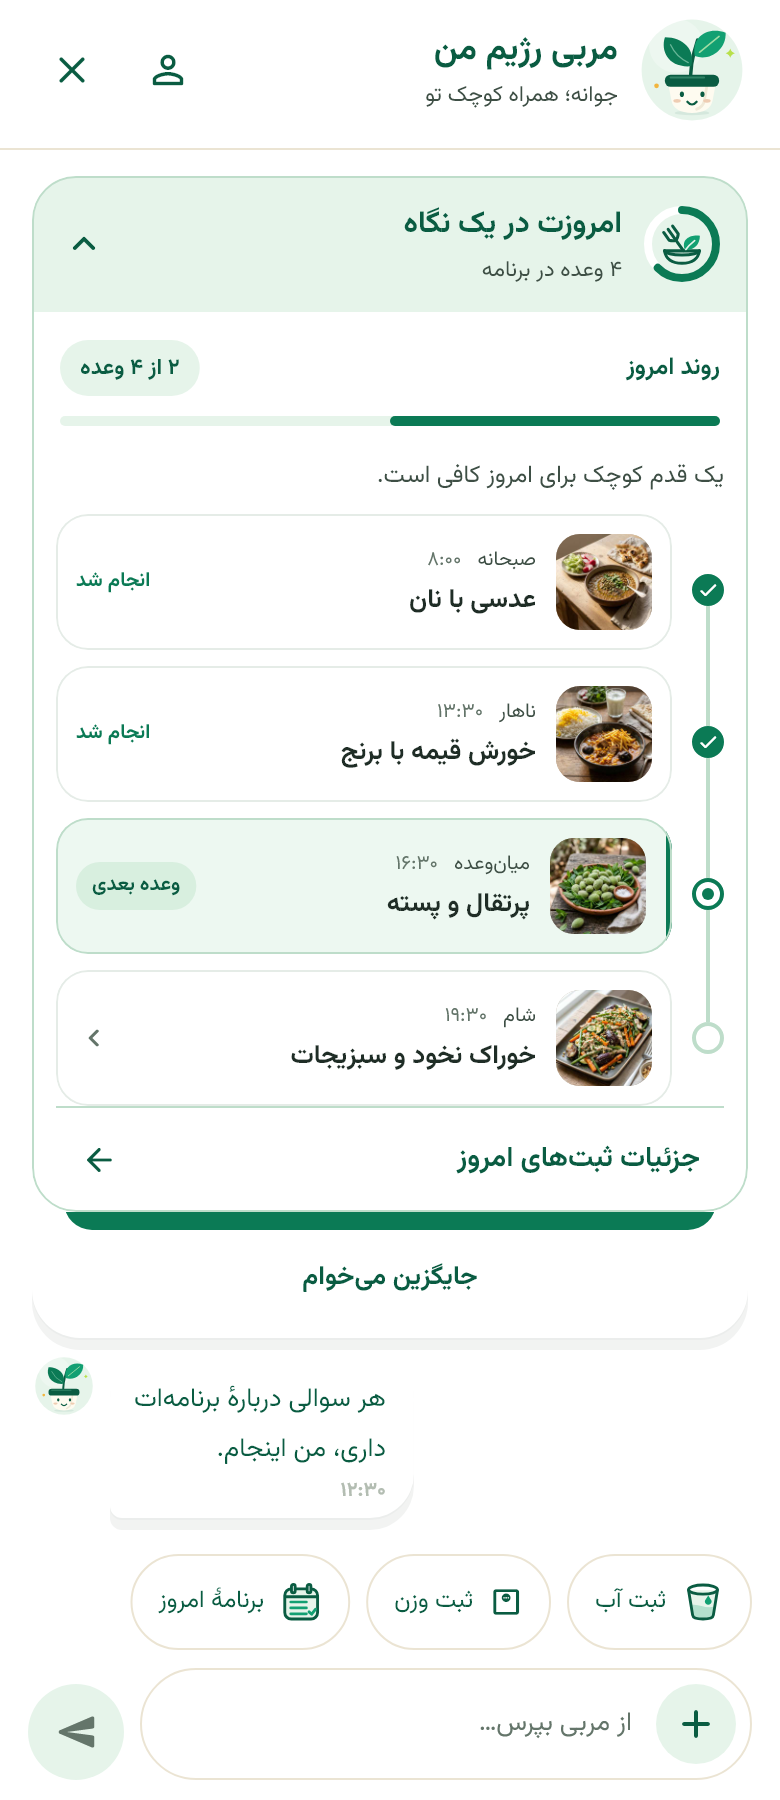 مربی رژیم من
جوانه؛ همراه کوچک تو
امروزت در یک نگاه
۴ وعده در برنامه
روند امروز
۲ از ۴ وعده
یک قدم کوچک برای امروز کافی است.
صبحانه ۸:۰۰
عدسی با نان
انجام شد
ناهار ۱۳:۳۰
خورش قیمه با برنج
انجام شد
میان‌وعده ۱۶:۳۰
پرتقال و پسته
وعده بعدی
شام ۱۹:۳۰
خوراک نخود و سبزیجات
جزئیات ثبت‌های امروز
جایگزین می‌خوام
هر سوالی دربارهٔ برنامه‌ات
داری، من اینجام.
۱۲:۳۰
ثبت آب
ثبت وزن
برنامهٔ امروز
از مربی بپرس...